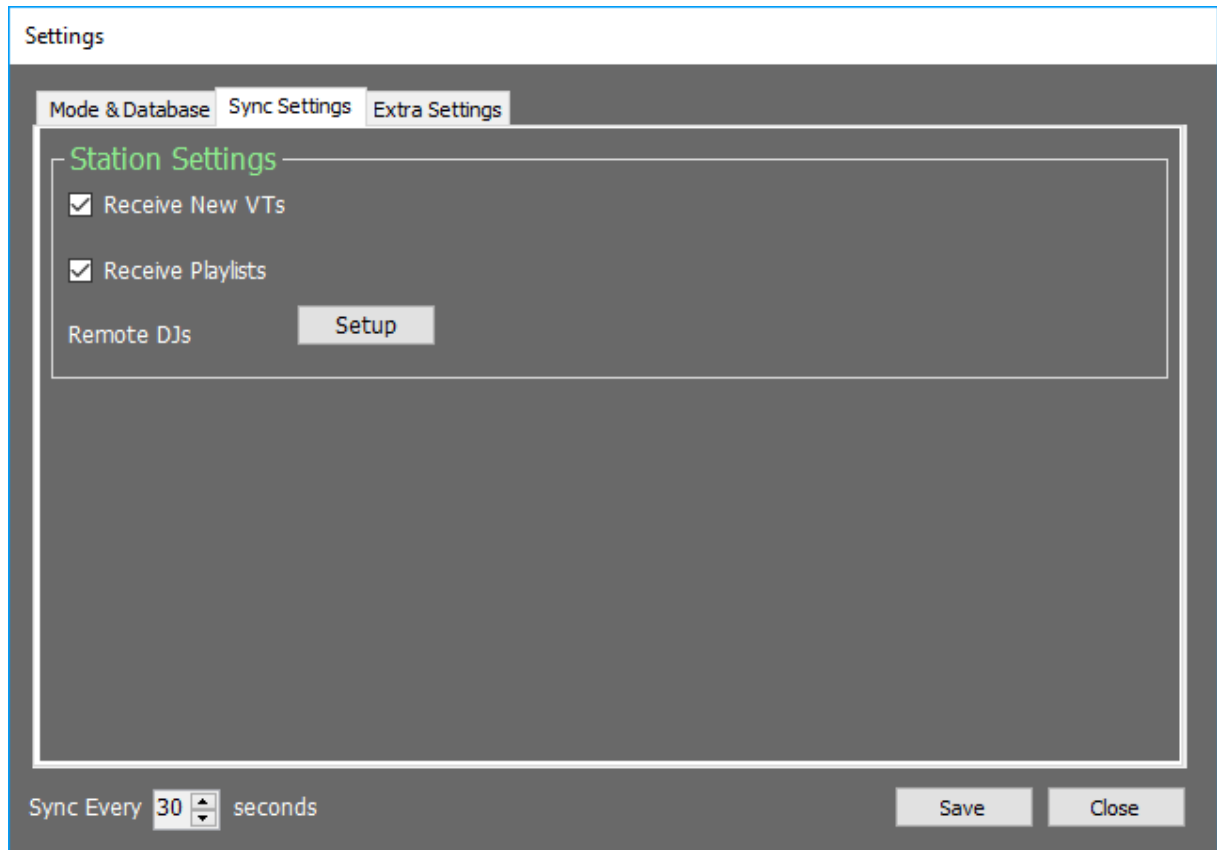 Settings
Mode & Database Sync Settings Extra Settings
Station Settings
Receive New VTs
Receive Playlists
Remote DJs Setup
Sync Every 30 seconds Save Close